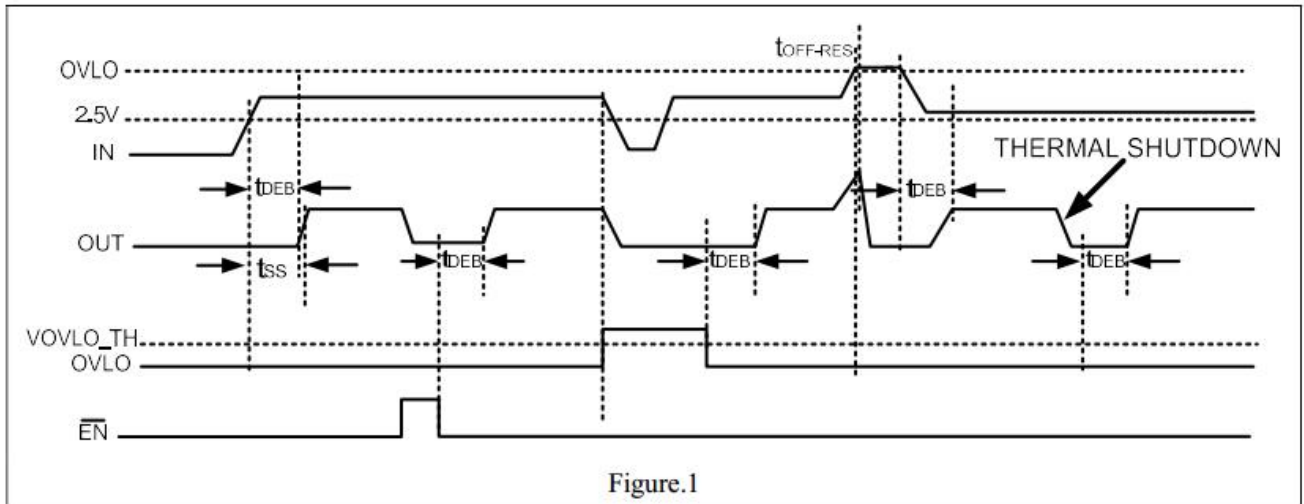 tOFF-RES
OVLO
2.5V
IN
THERMAL SHUTDOWN
tDEB
tDEB
OUT
tSS
tDEB
tDEB
tDEB
VOVLO_TH
OVLO
EN
Figure.1